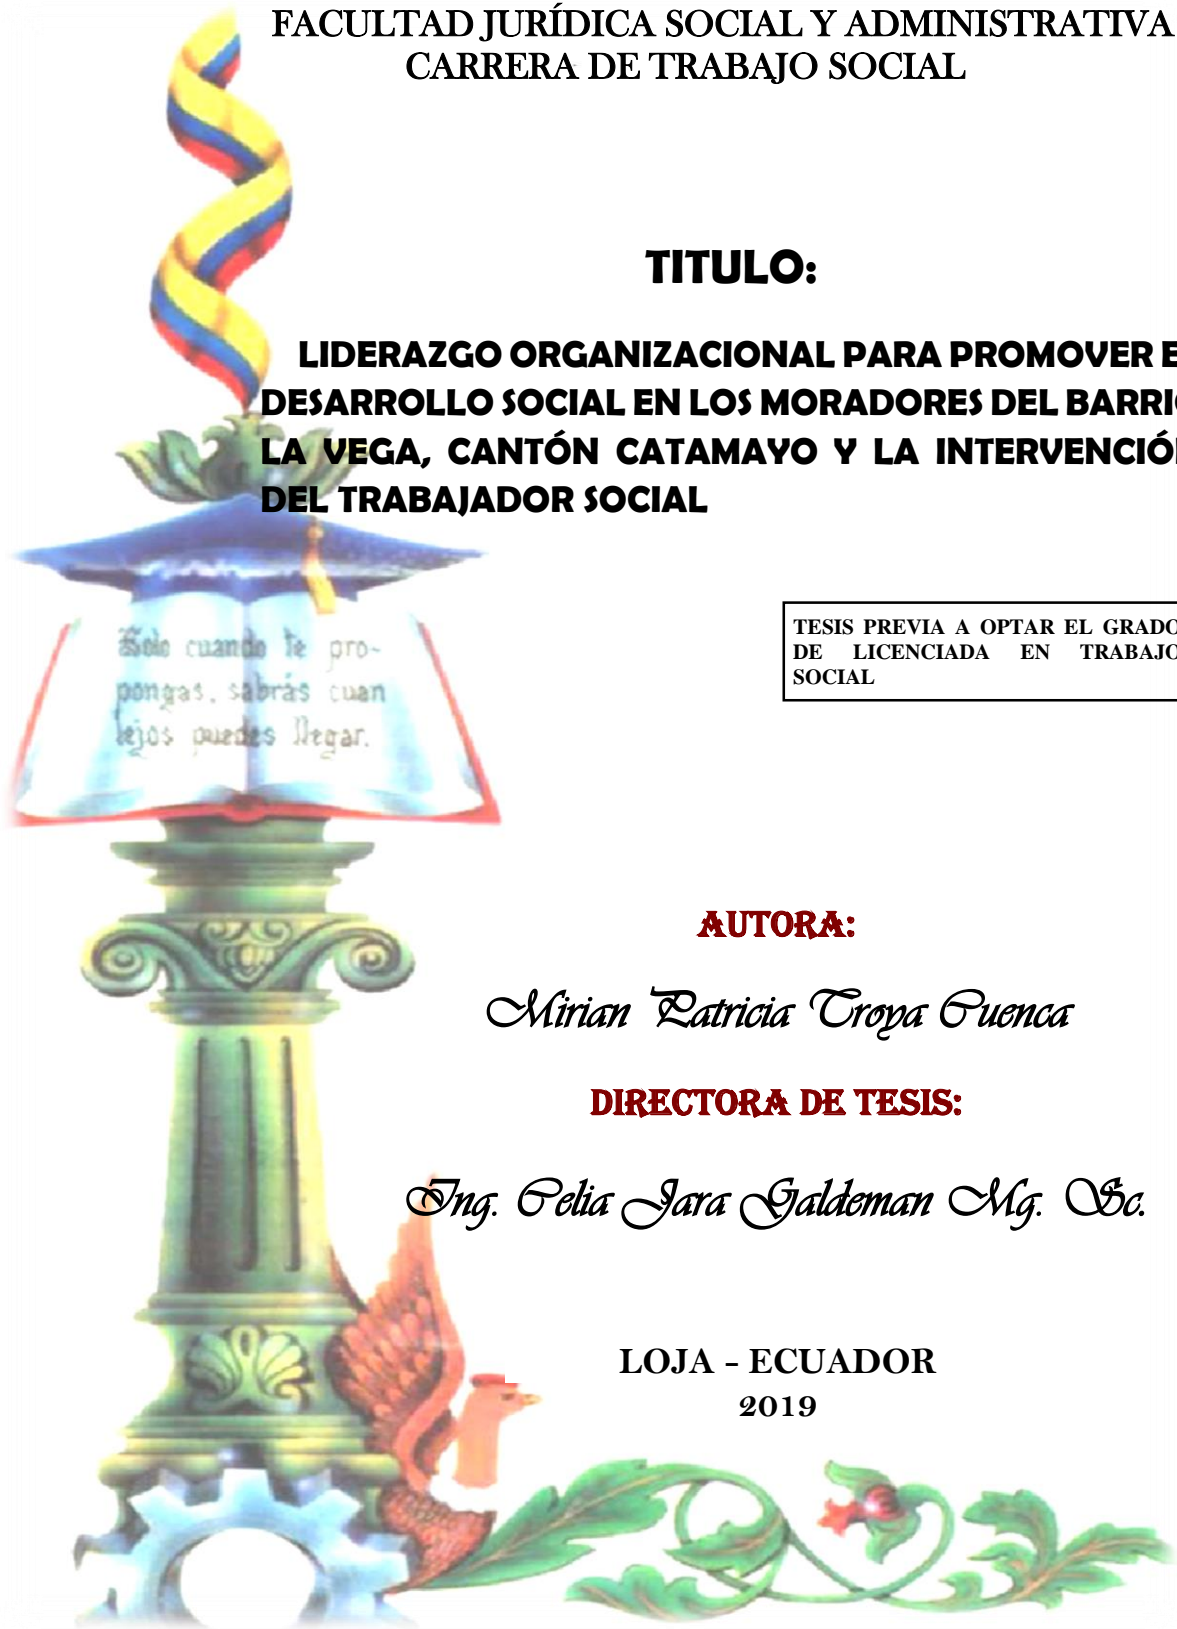 FACULTAD JURÍDICA SOCIAL Y ADMINISTRATIVA
CARRERA DE TRABAJO SOCIAL
TITULO:
LIDERAZGO ORGANIZACIONAL PARA PROMOVER E
DESARROLLO SOCIAL EN LOS MORADORES DEL BARRIO
LA VEGA, CANTÓN CATAMAYO Y LA INTERVENCIÓN
DEL TRABAJADOR SOCIAL
TESIS PREVIA A OPTAR EL GRADO
DE LICENCIADA EN TRABAJO
SOCIAL
Solo cuando te pro-
pongas, sabrás cuan
lejos puedes llegar.
AUTORA:
Mirian Patricia Troya Cuenca
DIRECTORA DE TESIS:
Ing. Celia Jara Galdeman Mg. Sc.
LOJA - ECUADOR
2019